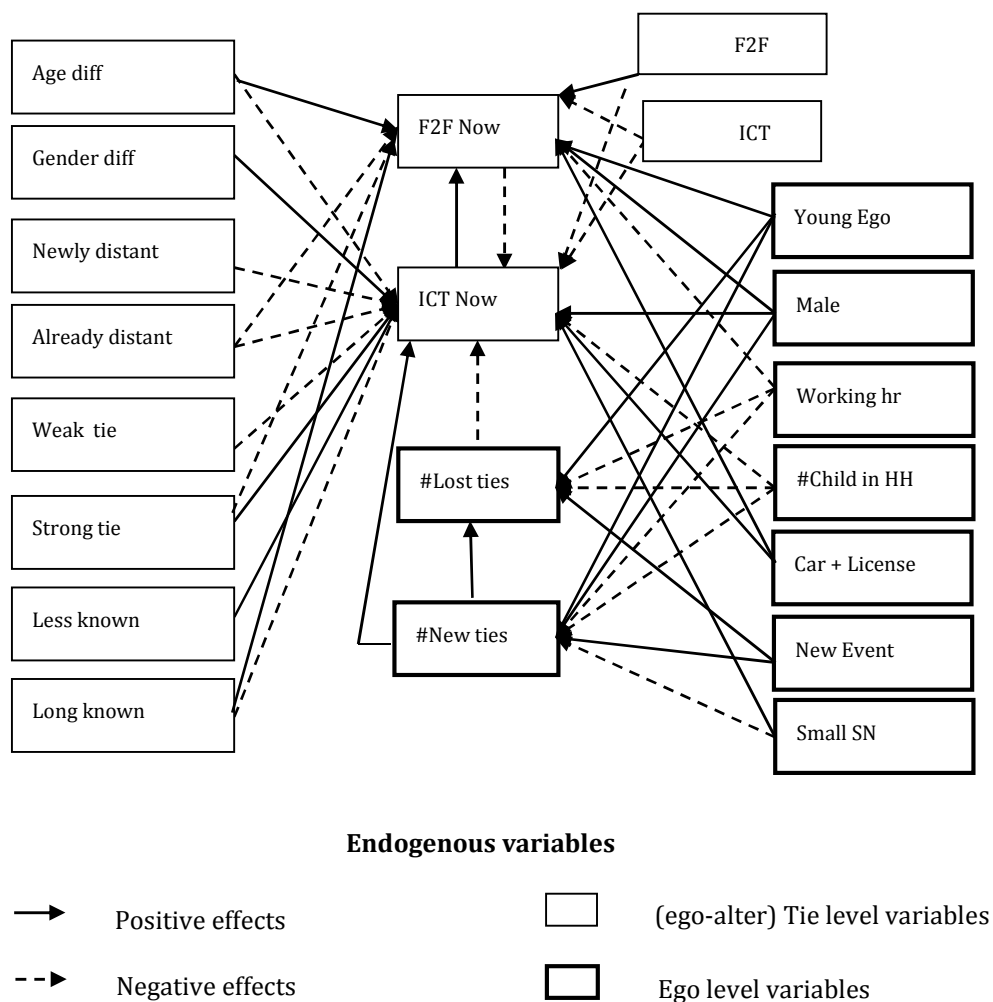 F2F
Age diff
F2F Now
ICT
Gender diff
Young Ego
Newly distant
ICT Now
Male
Already distant
Working hr
Weak tie
#Lost ties
#Child in HH
Strong tie
Car + License
Less known
#New ties
New Event
Long known
Small SN
Endogenous variables
Positive effects
(ego-alter) Tie level variables
Negative effects
Ego level variables